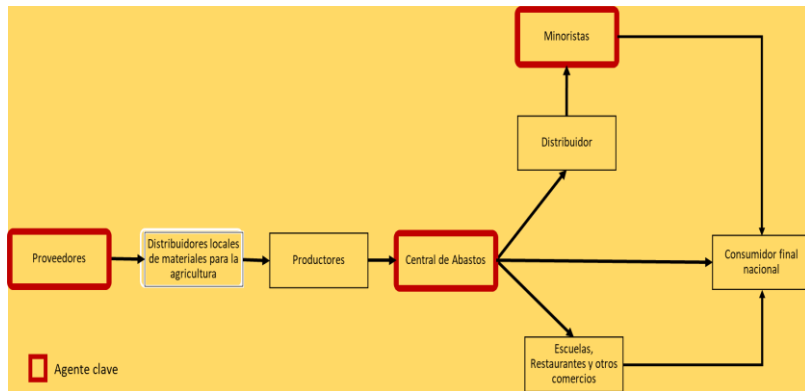 Minoristas
Distribuidor
Proveedores
Distribuidores locales
de materiales para la
agricultura
Productores
Central de Abastos
Consumidor final
nacional
Escuelas,
Restaurantes y otros
comercios
Agente clave